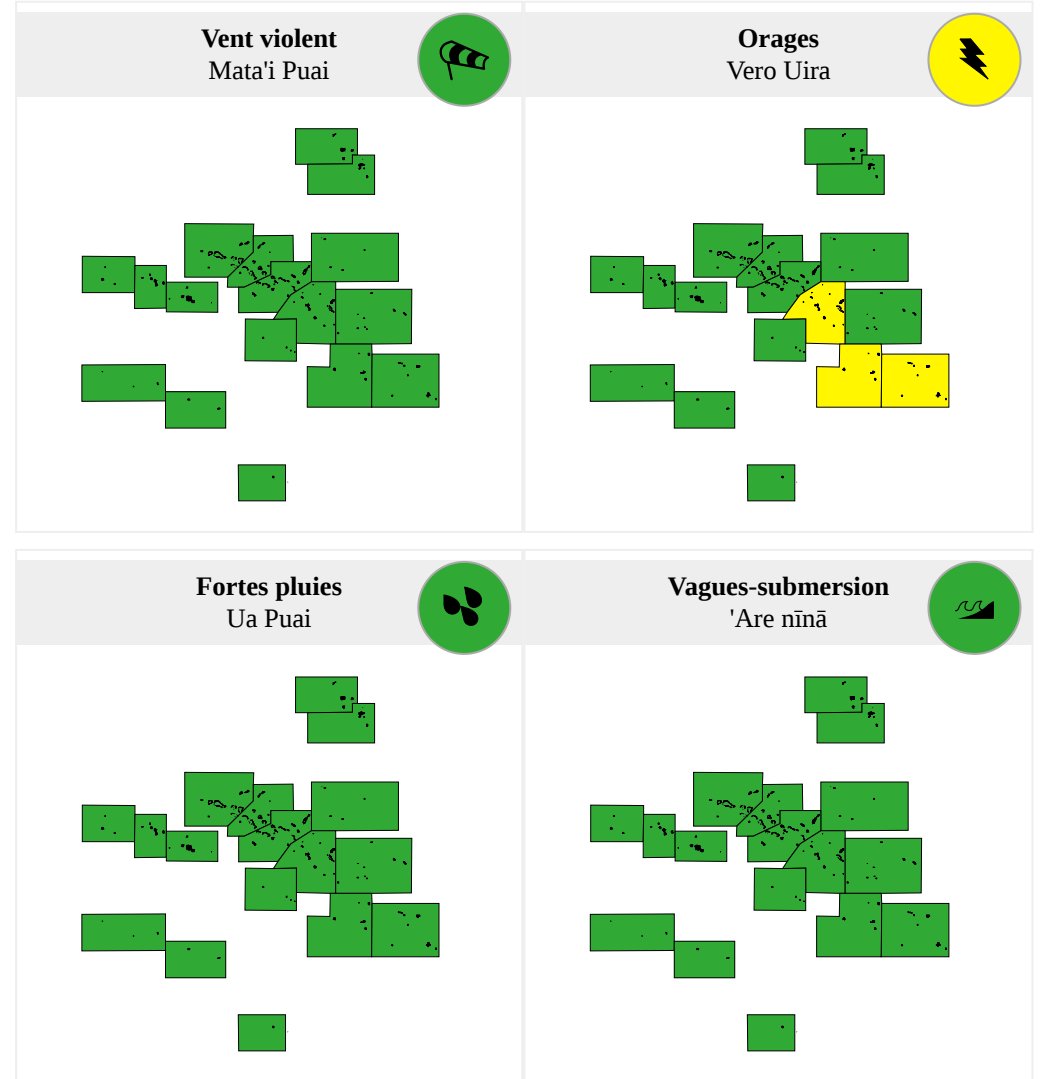 Vent violent
Mata'i Puai
Orages
Vero Uira
Fortes pluies
Ua Puai
Vagues-submersion
'Are nīnā